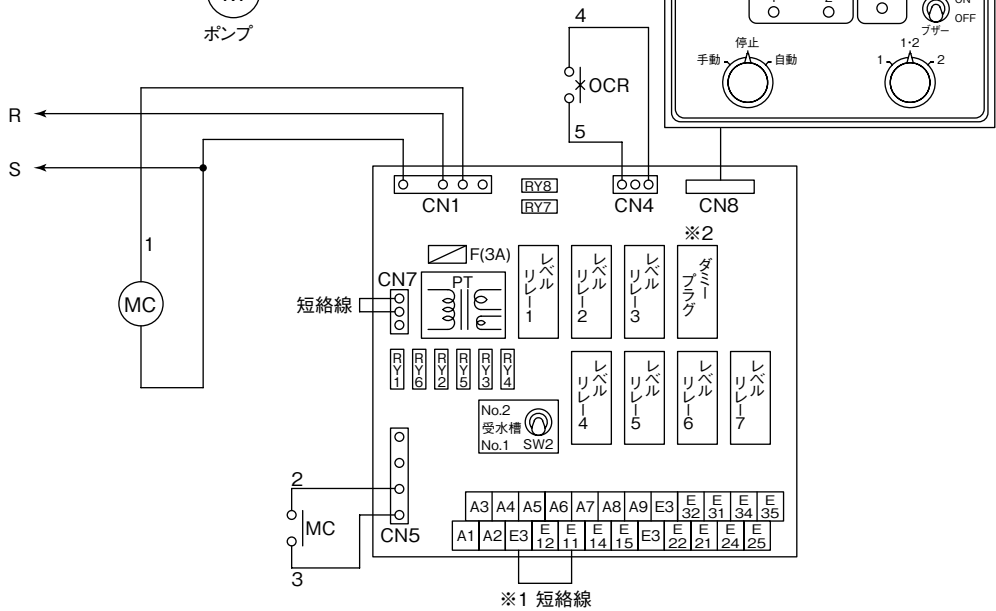 ポンプ
ON
OFF
ブザー
停止
手動
自動
1・2
1
2
4
OCR
5
R
S
1
MC
CN1
RY8
RY7
CN4
CN8
※2
F(3A)
CN7
PT
短絡線
レベルリレー1
レベルリレー2
レベルリレー3
ダミープラグ
RY1
RY6
RY2
RY5
RY3
RY4
No.2
受水槽
No.1 SW2
レベルリレー4
レベルリレー5
レベルリレー6
レベルリレー7
2
MC
3
CN5
A3 A4 A5 A6 A7 A8 A9 E3 E32 E31 E34 E35
A1 A2 E3 E12 E11 E14 E15 E3 E22 E21 E24 E25
※1 短絡線